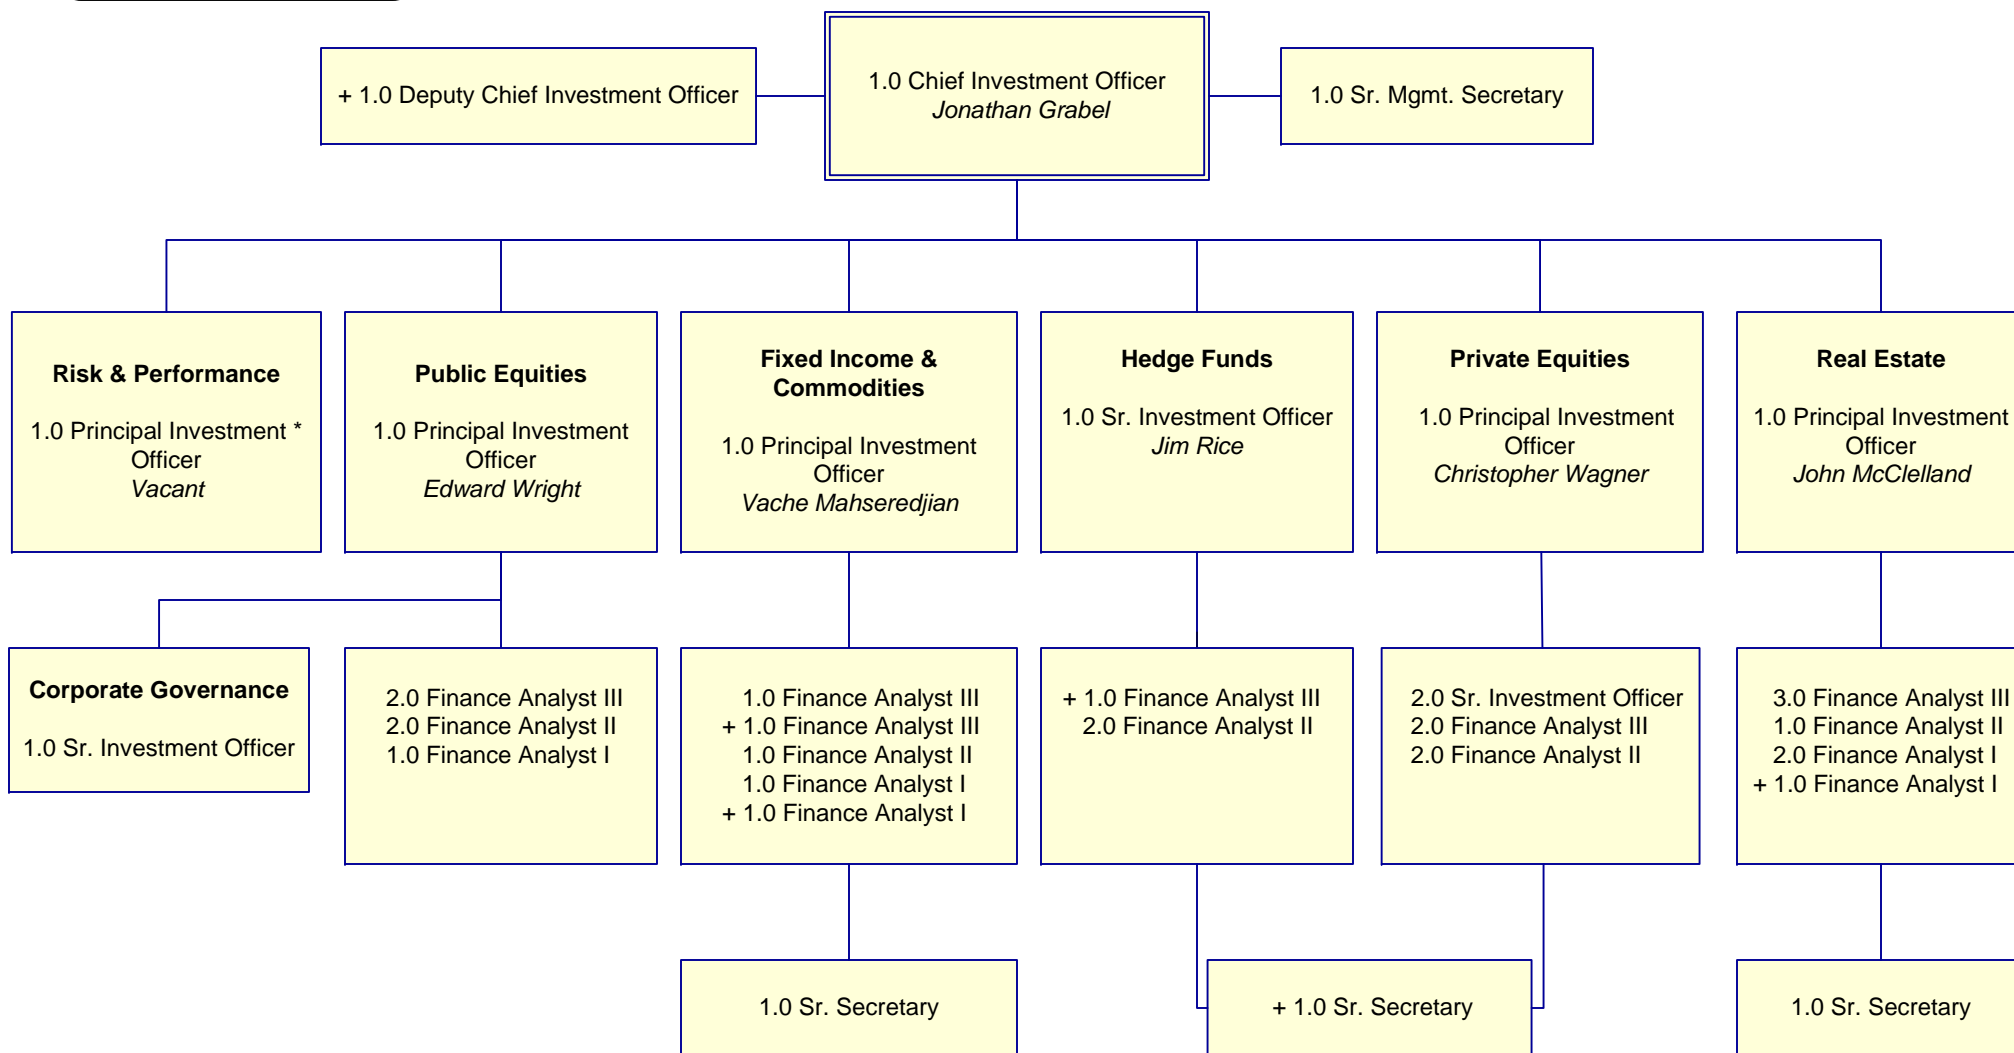 + 1.0 Deputy Chief Investment Officer
1.0 Chief Investment Officer
Jonathan Grabel
1.0 Sr. Mgmt. Secretary
Risk & Performance
1.0 Principal Investment *
Officer
Vacant
Public Equities
1.0 Principal Investment
Officer
Edward Wright
Fixed Income &
Commodities
1.0 Principal Investment
Officer
Vache Mahseredjian
Hedge Funds
1.0 Sr. Investment Officer
Jim Rice
Private Equities
1.0 Principal Investment
Officer
Christopher Wagner
Real Estate
1.0 Principal Investment
Officer
John McClelland
Corporate Governance
1.0 Sr. Investment Officer
2.0 Finance Analyst III
2.0 Finance Analyst II
1.0 Finance Analyst I
1.0 Finance Analyst III
+ 1.0 Finance Analyst III
1.0 Finance Analyst II
1.0 Finance Analyst I
+ 1.0 Finance Analyst I
+ 1.0 Finance Analyst III
2.0 Finance Analyst II
2.0 Sr. Investment Officer
2.0 Finance Analyst III
2.0 Finance Analyst II
3.0 Finance Analyst III
1.0 Finance Analyst II
2.0 Finance Analyst I
+ 1.0 Finance Analyst I
1.0 Sr. Secretary
+ 1.0 Sr. Secretary
1.0 Sr. Secretary